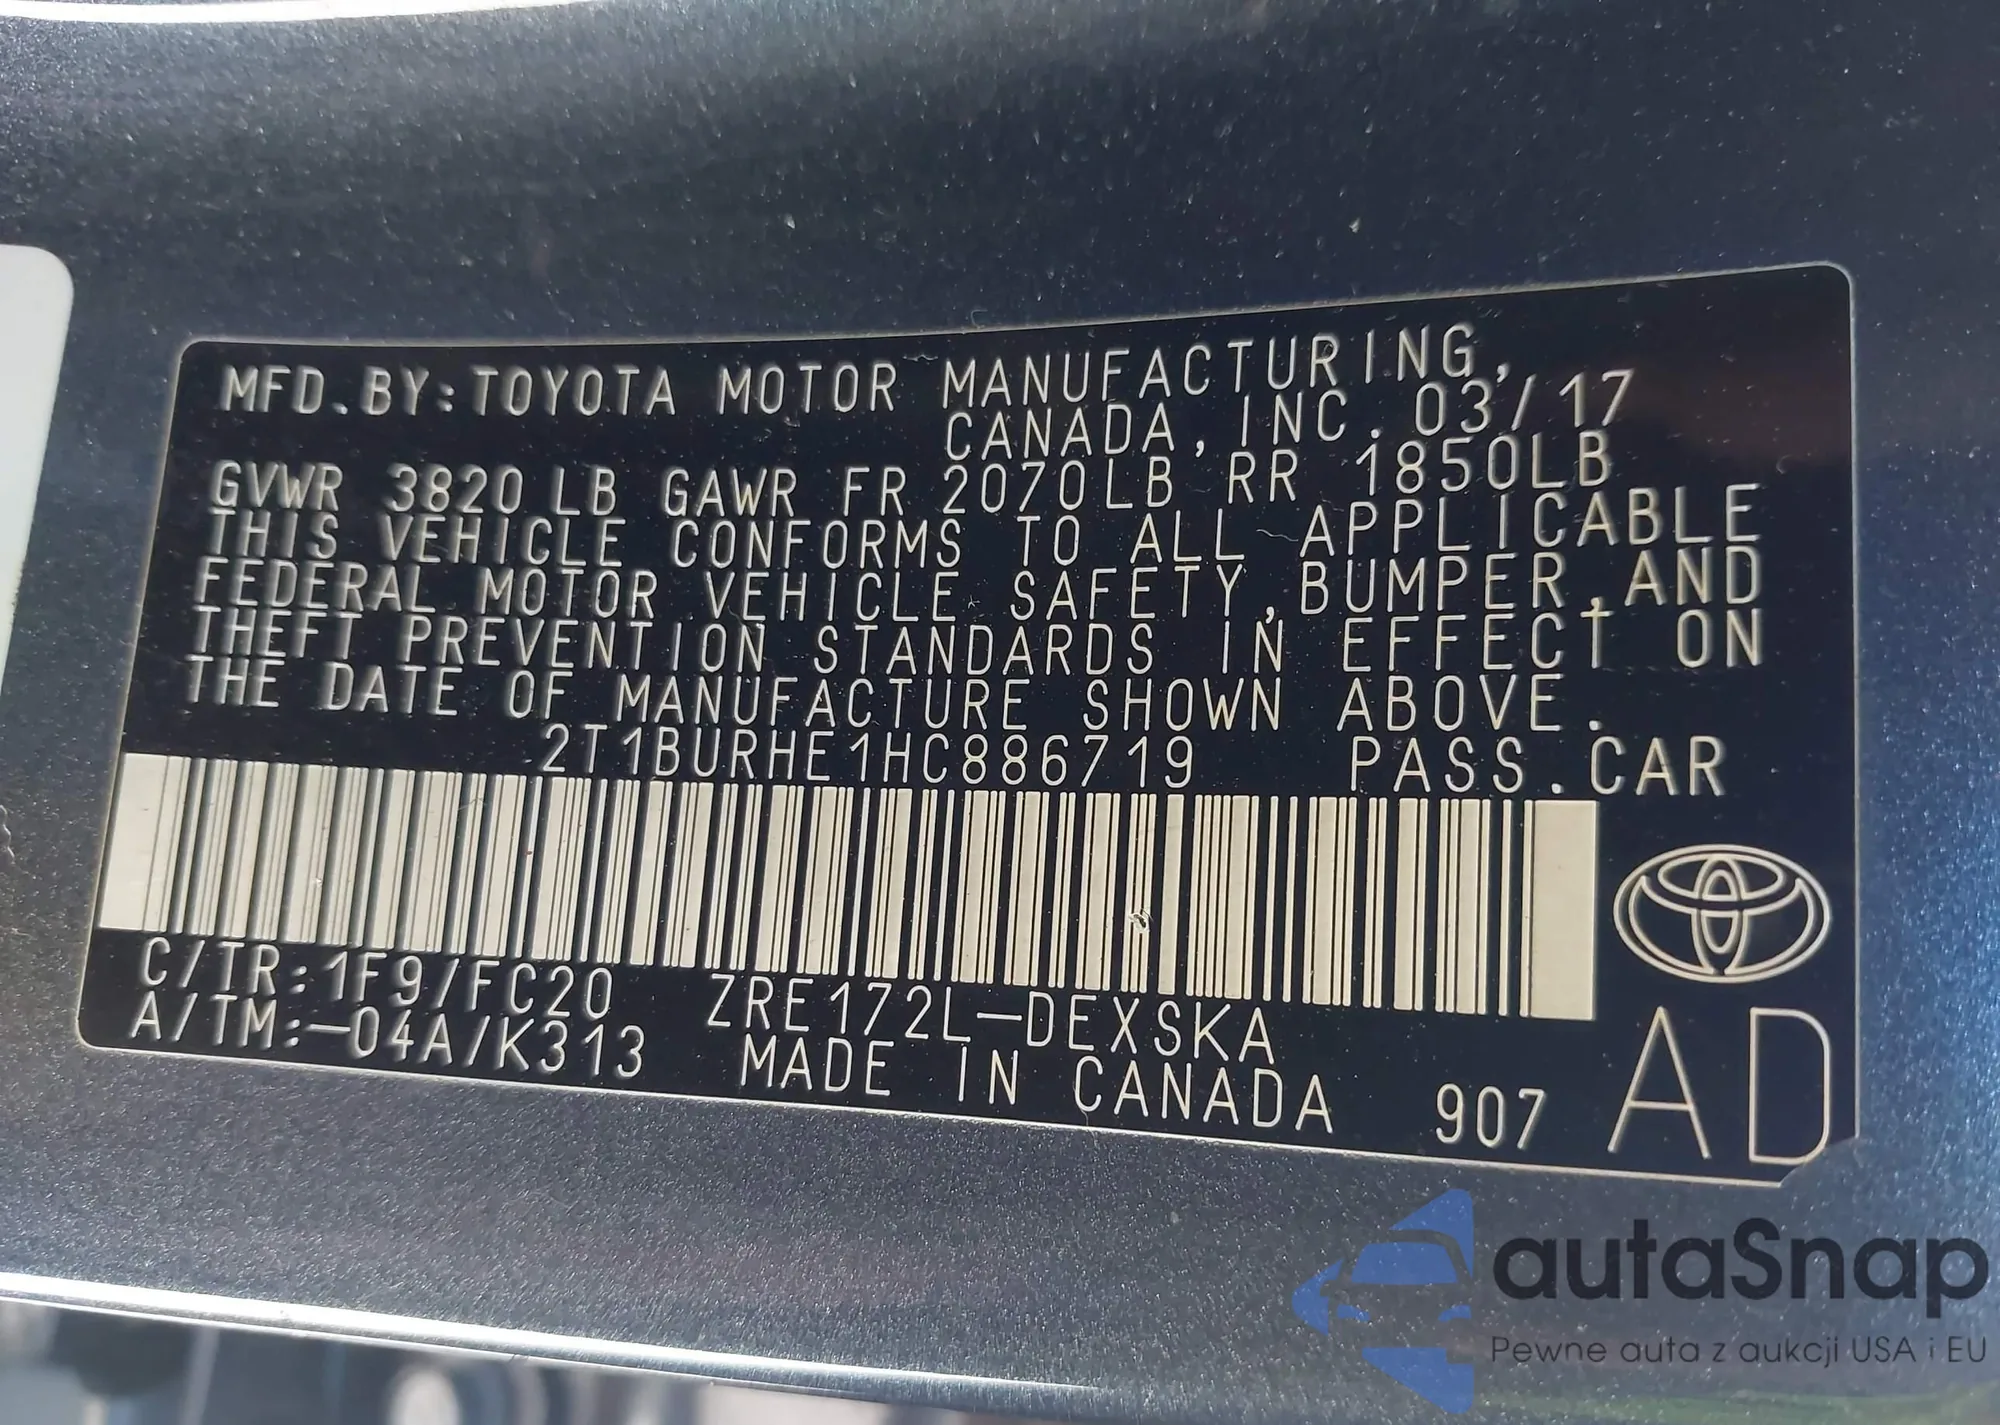 MFD.BY:TOYOTA MOTOR MANUFACTURING,
CANADA,INC. 03/17
GVWR 3820 LB GAWR FR 2070LB RR 1850LB
THIS VEHICLE CONFORMS TO ALL APPLICABLE
FEDERAL MOTOR VEHICLE SAFETY,BUMPER,AND
THEFT PREVENTION STANDARDS IN EFFECT ON
THE DATE OF MANUFACTURE SHOWN ABOVE.
2T1BURHE1HC886719 PASS.CAR
C/TR:1F9/FC20 ZRE172L-DEXSKA
A/TM:-04A/K313 MADE IN CANADA 907 AD
autaSnap
Pewne auta z aukcji USA i EU